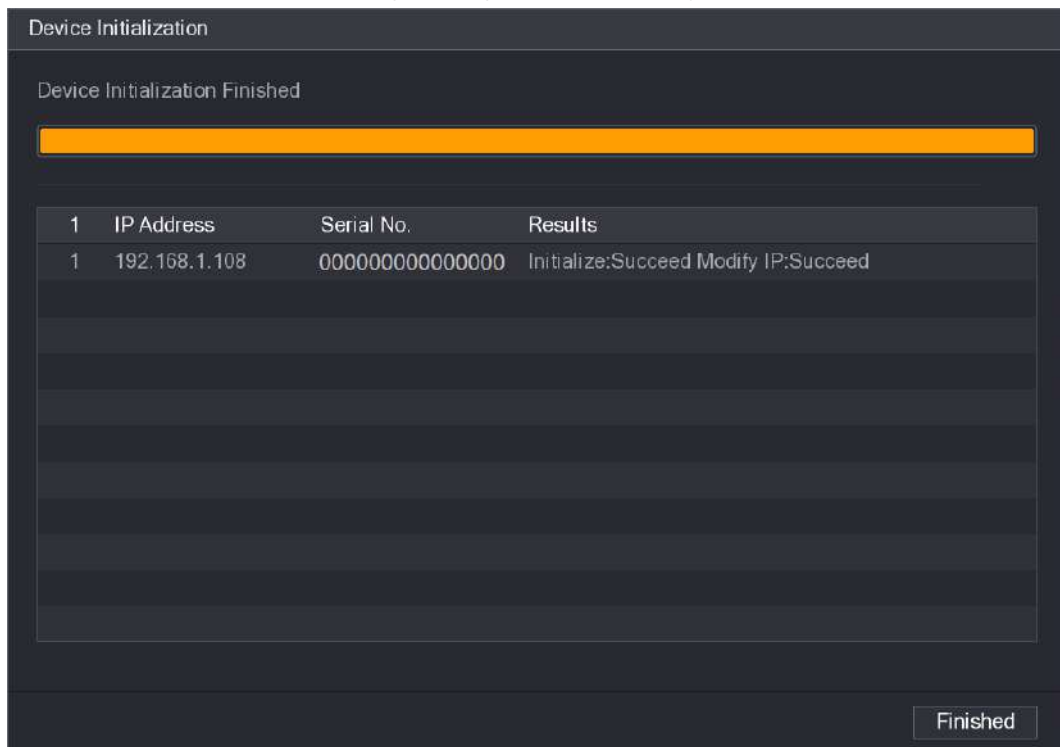 Device Initialization
Device Initialization Finished
1 IP Address Serial No. Results
1 192.168.1.108 000000000000000 Initialize:Succeed Modify IP:Succeed
Finished